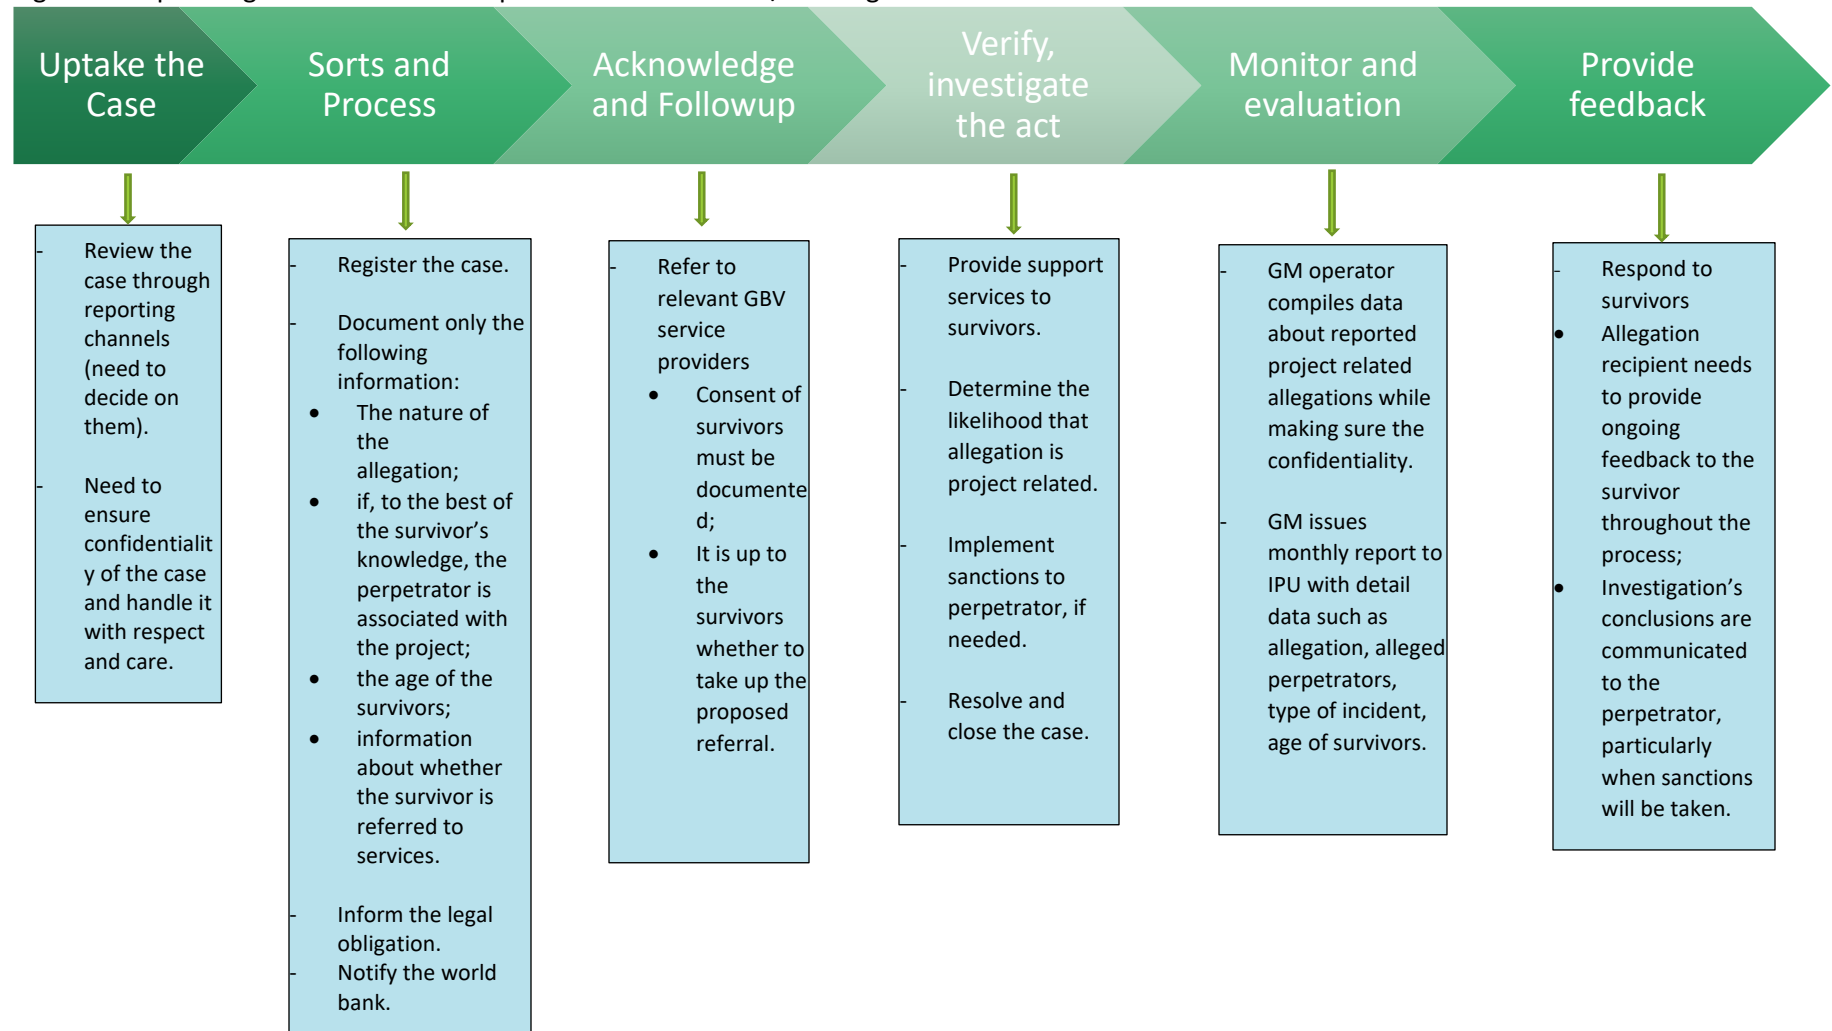 Uptake the
Case
Sorts and
Process
Acknowledge
and Followup
Verify,
investigate
the act
Monitor and
evaluation
Provide
feedback
- Review the
case through
reporting
channels
(need to
decide on
them).
- Need to
ensure
confidentialit
y of the case
and handle it
with respect
and care.
- Register the case.
- Document only the
following
information:
• The nature of
the
allegation;
• if, to the best of
the survivor’s
knowledge, the
perpetrator is
associated with
the project;
• the age of the
survivors;
• information
about whether
the survivor is
referred to
services.
- Inform the legal
obligation.
- Notify the world
bank.
- Refer to
relevant GBV
service
providers
• Consent of
survivors
must be
documente
d;
• It is up to
the
survivors
whether to
take up the
proposed
referral.
- Provide support
services to
survivors.
- Determine the
likelihood that
allegation is
project related.
- Implement
sanctions to
perpetrator, if
needed.
- Resolve and
close the case.
- GM operator
compiles data
about reported
project related
allegations while
making sure the
confidentiality.
- GM issues
monthly report to
IPU with detail
data such as
allegation, alleged
perpetrators,
type of incident,
age of survivors.
- Respond to
survivors
• Allegation
recipient needs
to provide
ongoing
feedback to the
survivor
throughout the
process;
• Investigation’s
conclusions are
communicated
to the
perpetrator,
particularly
when sanctions
will be taken.